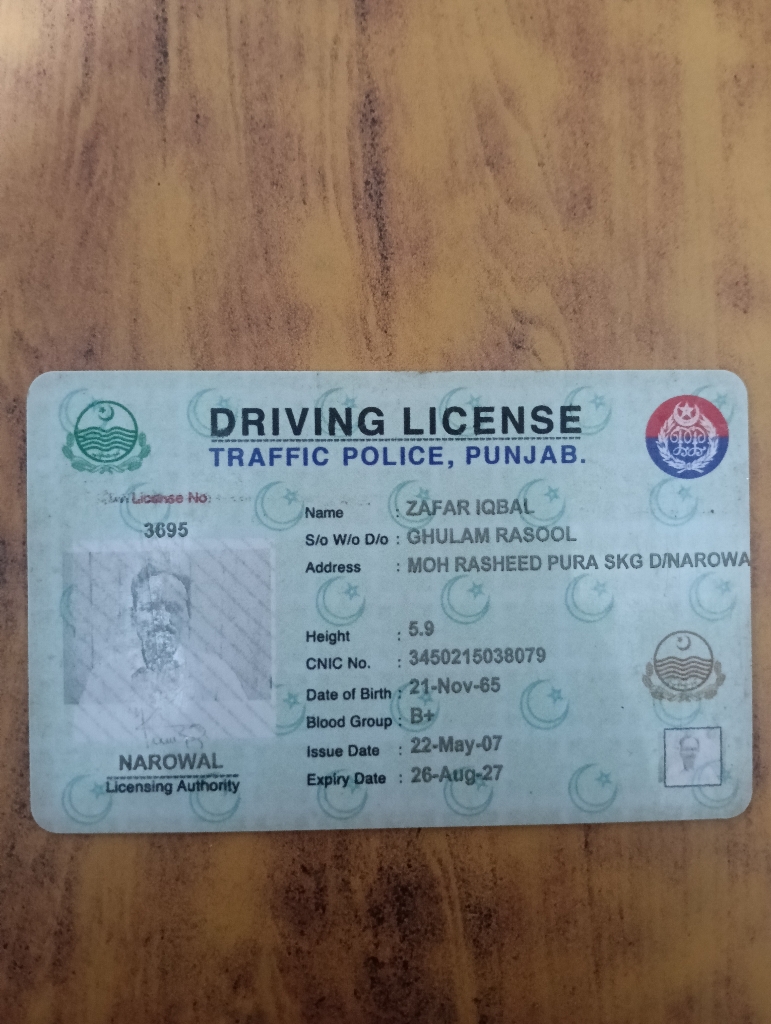 DRIVING LICENSE
TRAFFIC POLICE, PUNJAB.
License No
3695
Name : ZAFAR IQBAL
S/o W/o D/o : GHULAM RASOOL
Address : MOH RASHEED PURA SKG D/NAROWA
Height : 5.9
CNIC No. : 3450215038079
Date of Birth : 21-Nov-65
Blood Group : B+
Issue Date : 22-May-07
Expiry Date : 26-Aug-27
NAROWAL
Licensing Authority